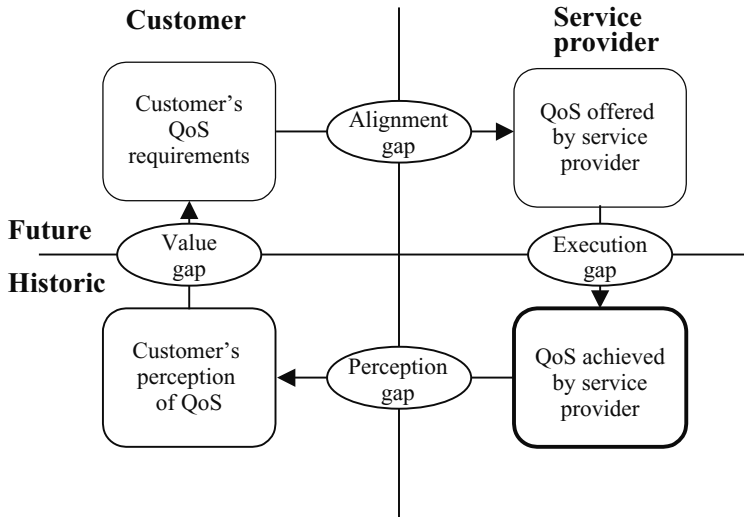 Customer
Service
provider
Customer’s
QoS
requirements
Alignment
gap
QoS offered
by service
provider
Future
Value
gap
Execution
gap
Historic
Customer’s
perception
of QoS
Perception
gap
QoS achieved
by service
provider